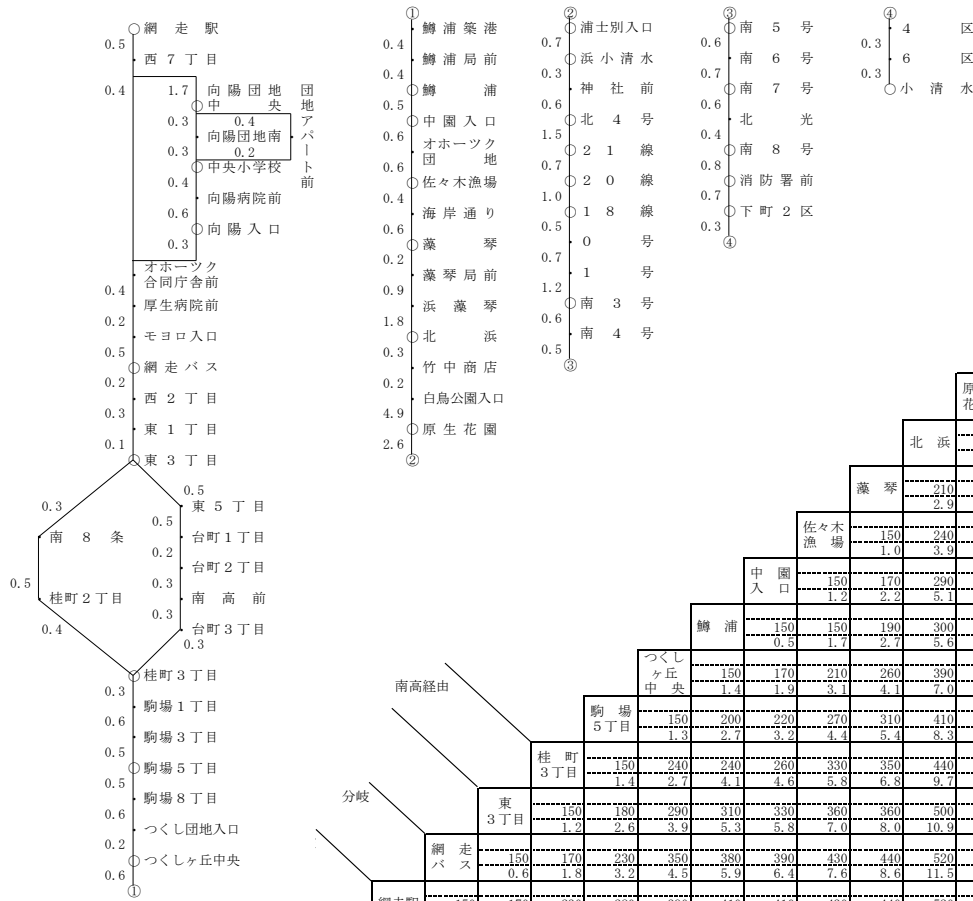 網走駅
0.5
西７丁目
0.4
1.7 向陽団地中央
団地アパート前
0.3 0.4
向陽団地南
0.3 0.2
中央小学校
0.4
向陽病院前
0.6
向陽入口
0.3
オホーツク
合同庁舎前
0.4
厚生病院前
0.2
モヨロ入口
0.5
網走バス
0.2
西２丁目
0.3
東１丁目
0.1
東３丁目
0.3
南８条
0.5
桂町２丁目
0.4
0.5
東５丁目
0.5
台町１丁目
0.2
台町２丁目
0.3
南高前
0.3
台町３丁目
0.3
桂町３丁目
0.3
駒場１丁目
0.6
駒場３丁目
0.5
駒場５丁目
0.5
駒場８丁目
0.6
つくし団地入口
0.2
つくしヶ丘中央
0.6
①
①
鱒浦築港
0.4
鱒浦局前
0.4
鱒浦
0.5
中園入口
0.6
オホーツク
団地
0.6
佐々木漁場
0.4
海岸通り
0.6
藻琴
0.2
藻琴局前
0.9
浜藻琴
1.8
北浜
0.3
竹中商店
0.2
白鳥公園入口
4.9
原生花園
2.6
②
②
浦士別入口
0.7
浜小清水
0.3
神社前
0.6
北４号
1.5
２１線
0.7
２０線
1.0
１８線
0.5
０号
0.7
１号
1.2
南３号
0.6
南４号
0.5
③
③
南５号
0.6
南６号
0.7
南７号
0.6
北光
0.4
南８号
0.8
消防署前
0.7
下町２区
0.3
④
④
４区
0.3
６区
0.3
小清水
原
花
北浜
藻琴 210
2.9
佐々木
漁場 150 240
1.0 3.9
中園
入口 150 170 290
1.2 2.2 5.1
鱒浦 150 150 190 300
0.5 1.7 2.7 5.6
つくし
ヶ丘
中央 150 170 210 260 390
1.4 1.9 3.1 4.1 7.0
南高経由
駒場
５丁目 150 200 220 270 310 410
1.3 2.7 3.2 4.4 5.4 8.3
桂町
３丁目 150 240 240 260 330 350 440
1.4 2.7 4.1 4.6 5.8 6.8 9.7
分岐
東
３丁目 150 180 290 310 330 360 360 500
1.2 2.6 3.9 5.3 5.8 7.0 8.0 10.9
網走
バス 150 170 230 350 380 390 430 440 520
0.6 1.8 3.2 4.5 5.9 6.4 7.6 8.6 11.5
網走駅